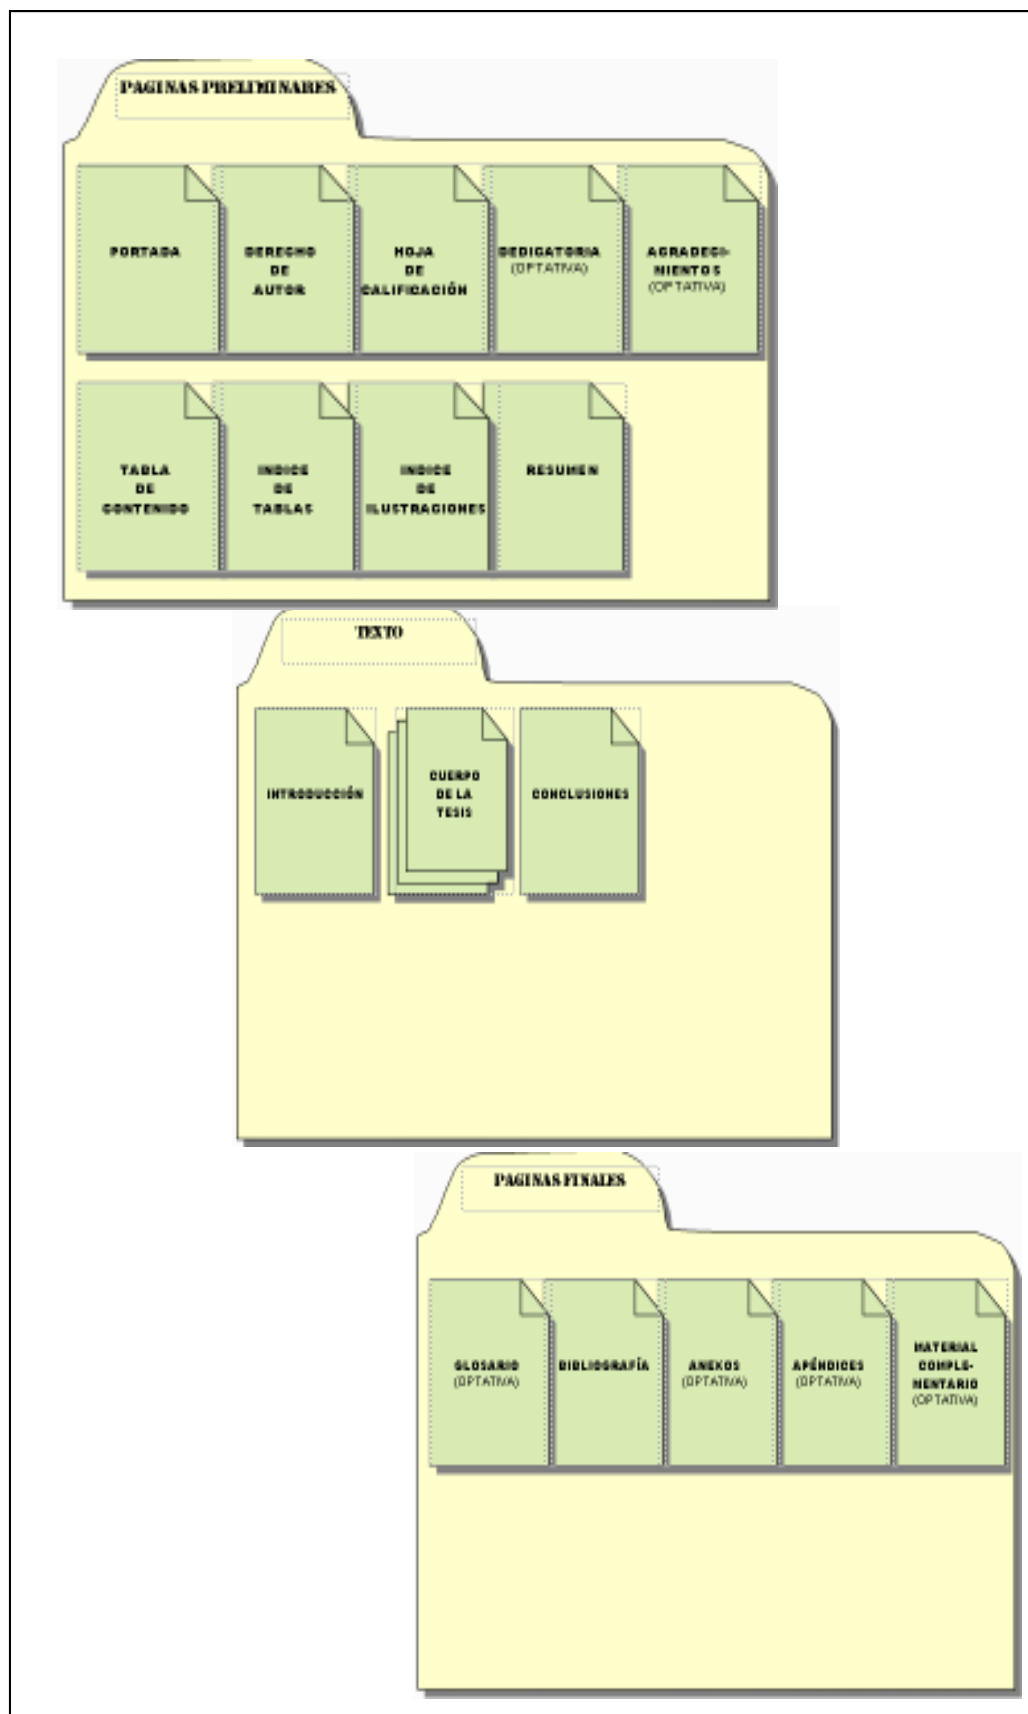 PAGINAS PRELIMINARES
PORTADA
DERECHO
DE
AUTOR
HOJA
DE
CALIFICACIÓN
DEDICATORIA
(OPTATIVA)
AGRADECI-
MIENTOS
(OPTATIVA)
TABLA
DE
CONTENIDO
INDICE
DE
TABLAS
INDICE
DE
ILUSTRACIONES
RESUMEN
TEXTO
INTRODUCCIÓN
CUERPO
DE LA
TESIS
CONCLUSIONES
PAGINAS FINALES
GLOSARIO
(OPTATIVA)
BIBLIOGRAFÍA
ANEXOS
(OPTATIVA)
APÉNDICES
(OPTATIVA)
MATERIAL
COMPLE-
MENTARIO
(OPTATIVA)